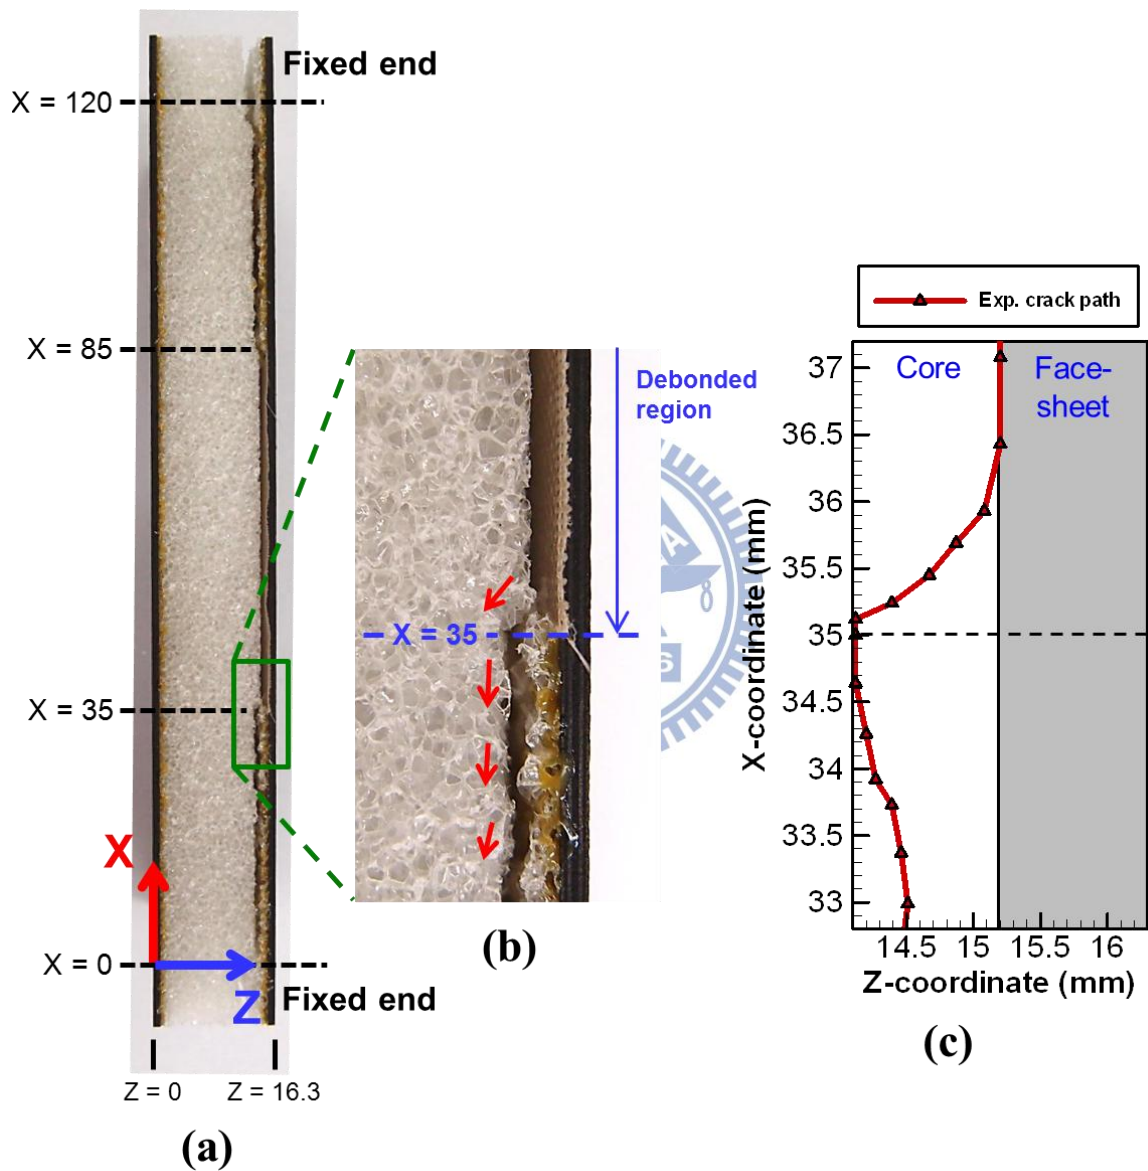 Fixed end
X = 120
X = 85
X = 35
X
X = 0
Z
Fixed end
Z = 0
Z = 16.3
(a)
Debonded
region
X = 35
(b)
Exp. crack path
Core
Face-
sheet
37
36.5
36
35.5
35
34.5
34
33.5
33
X-coordinate (mm)
14.5
15
15.5
16
Z-coordinate (mm)
(c)